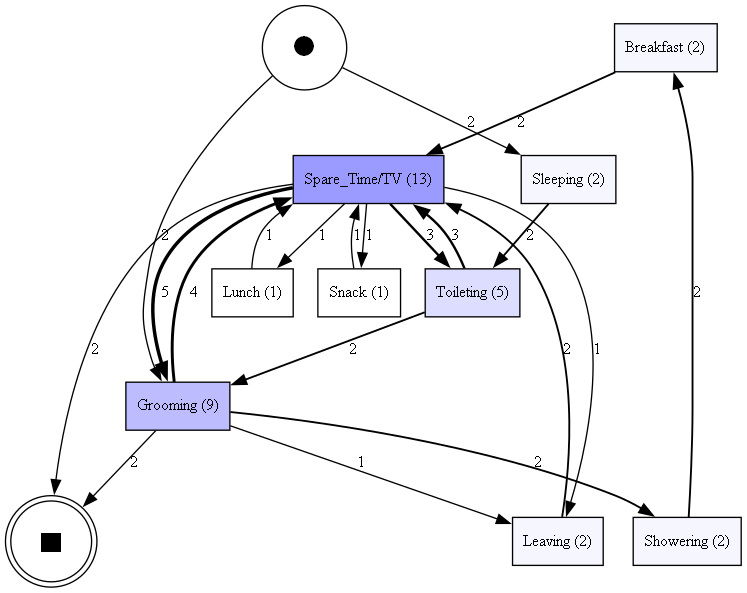 Breakfast (2)
2
2
Spare_Time/TV (13)
Sleeping (2)
2
1
1
1
1
3
3
2
Lunch (1)
Snack (1)
Toileting (5)
5
4
2
2
2
2
1
Grooming (9)
2
1
2
Leaving (2)
Showering (2)